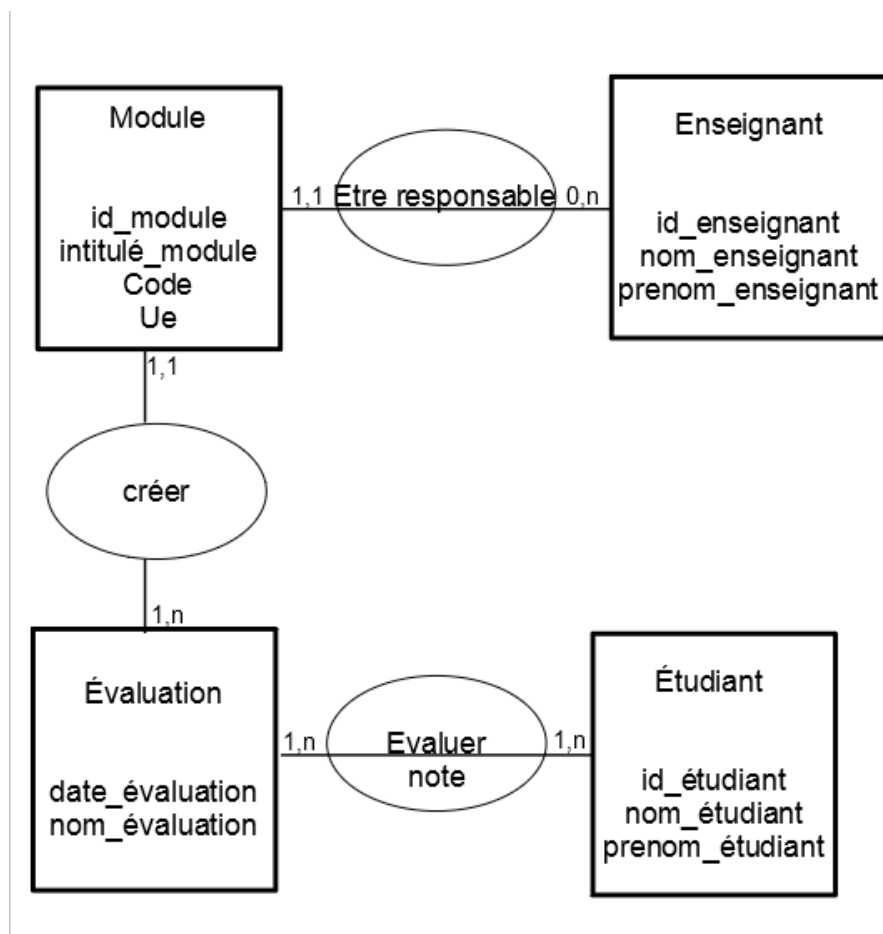 Module
id_module
intitulé_module
Code
Ue
1,1
Etre responsable
0,n
Enseignant
id_enseignant
nom_enseignant
prenom_enseignant
1,1
créer
1,n
Évaluation
date_évaluation
nom_évaluation
1,n
Evaluer
note
1,n
Étudiant
id_étudiant
nom_étudiant
prenom_étudiant